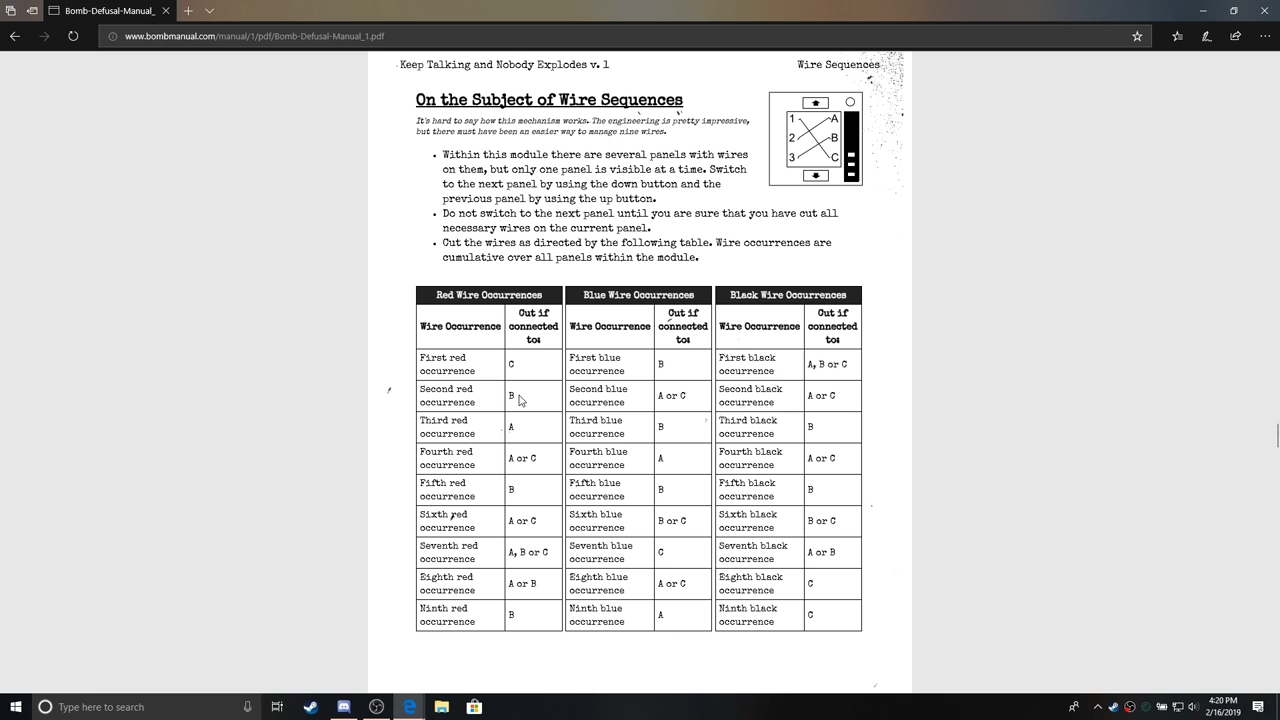 Bomb-Defusal-Manual_
www.bombmanual.com/manual/1/pdf/Bomb-Defusal-Manual_1.pdf
Keep Talking and Nobody Explodes v. 1
Wire Sequences
On the Subject of Wire Sequences
It's hard to say how this mechanism works. The engineering is pretty impressive,
but there must have been an easier way to manage nine wires.
1 A
2 B
3 C
• Within this module there are several panels with wires
on them, but only one panel is visible at a time. Switch
to the next panel by using the down button and the
previous panel by using the up button.
• Do not switch to the next panel until you are sure that you have cut all
necessary wires on the current panel.
• Cut the wires as directed by the following table. Wire occurrences are
cumulative over all panels within the module.
Red Wire Occurrences
Wire Occurrence
Cut if
connected
to:
First red
occurrence
C
Second red
occurrence
B
Third red
occurrence
A
Fourth red
occurrence
A or C
Fifth red
occurrence
B
Sixth red
occurrence
A or C
Seventh red
occurrence
A, B or C
Eighth red
occurrence
A or B
Ninth red
occurrence
B
Blue Wire Occurrences
Wire Occurrence
Cut if
connected
to:
First blue
occurrence
B
Second blue
occurrence
A or C
Third blue
occurrence
B
Fourth blue
occurrence
A
Fifth blue
occurrence
B
Sixth blue
occurrence
B or C
Seventh blue
occurrence
C
Eighth blue
occurrence
A or C
Ninth blue
occurrence
A
Black Wire Occurrences
Wire Occurrence
Cut if
connected
to:
First black
occurrence
A, B or C
Second black
occurrence
A or C
Third black
occurrence
B
Fourth black
occurrence
A or C
Fifth black
occurrence
B
Sixth black
occurrence
B or C
Seventh black
occurrence
A or B
Eighth black
occurrence
C
Ninth black
occurrence
C
Type here to search
4:20 PM
2/16/2019